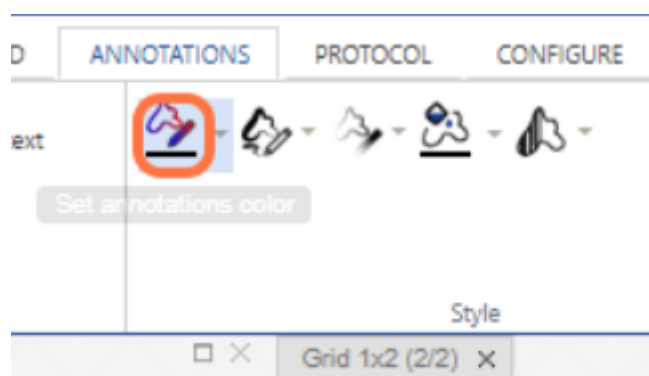 D ANNOTATIONS PROTOCOL CONFIGURE
ext
Set annotations color
Style
Grid 1x2 (2/2)